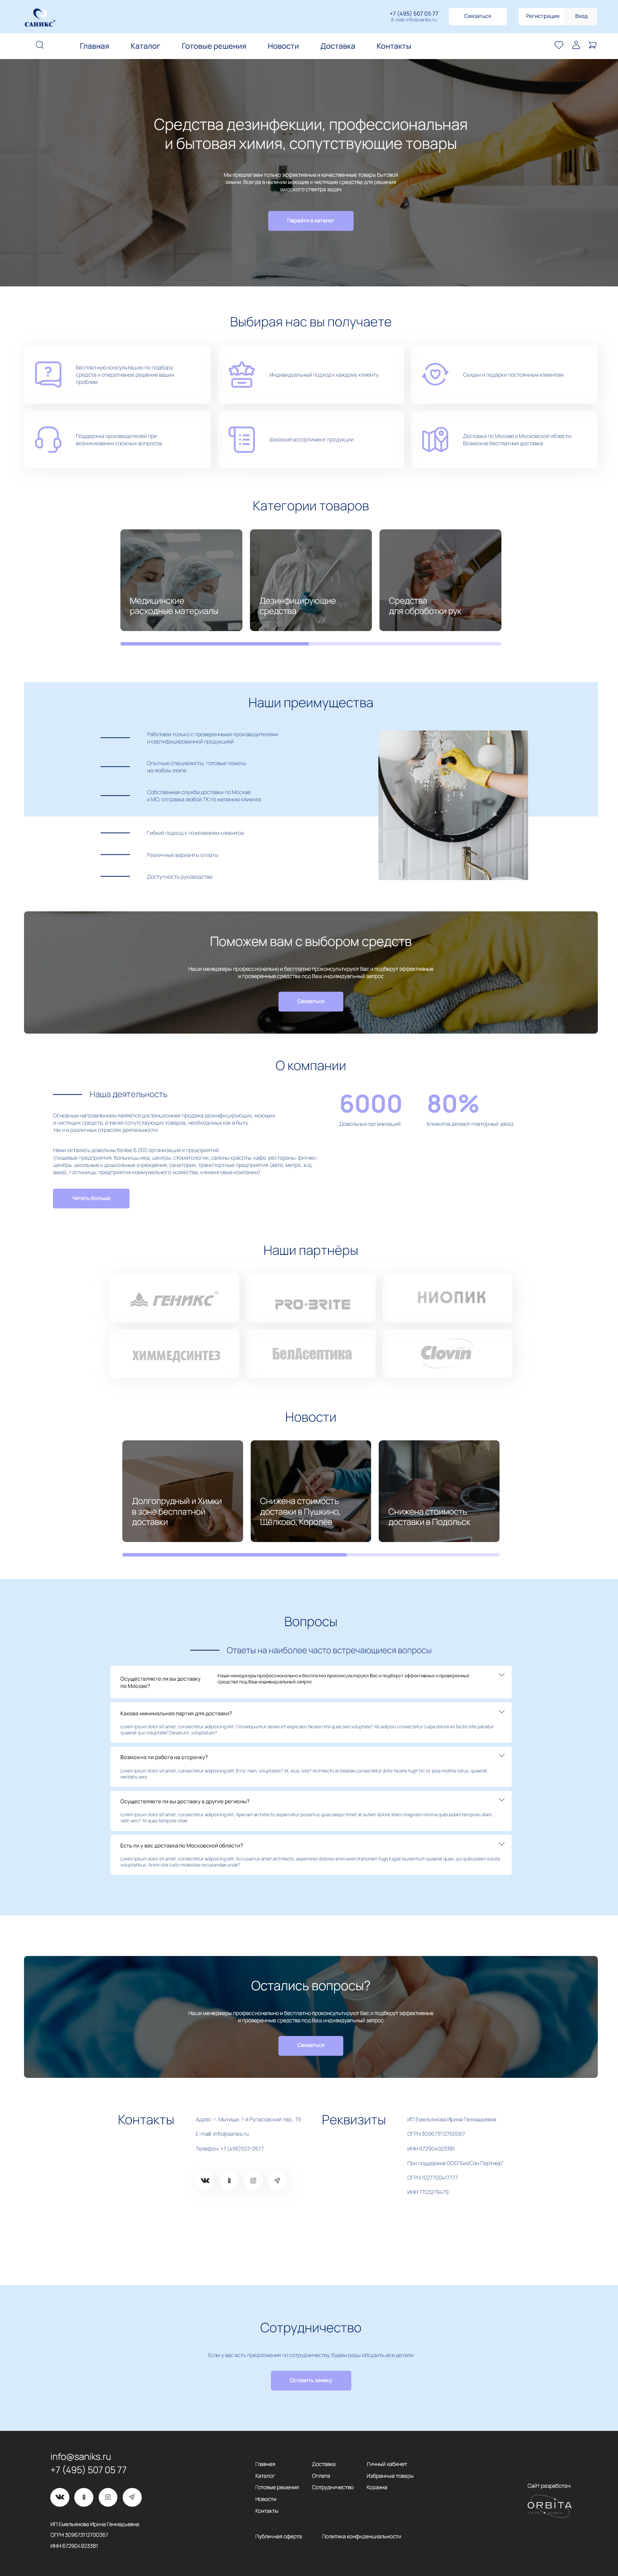 САНИКС®
+7 (495) 507 05 77
E-mail: info@saniks.ru
Связаться
Регистрация
Вход
Главная
Каталог
Готовые решения
Новости
Доставка
Контакты
Средства дезинфекции, профессиональная
и бытовая химия, сопутствующие товары
Мы предлагаем только эффективные и качественные товары бытовой
химии. Всегда в наличии моющие и чистящие средства для решения
широкого спектра задач
Перейти в каталог
Выбирая нас вы получаете
Бесплатную консультацию по подбору
средств и оперативное решение ваших
проблем
Индивидуальный подход к каждому клиенту
Скидки и подарки постоянным клиентам
Поддержка производителей при
возникновении сложных вопросов
Широкий ассортимент продукции
Доставка по Москве и Московской области
Возможна бесплатная доставка
Категории товаров
Медицинские
расходные материалы
Дезинфицирующие
средства
Средства
для обработки рук
Наши преимущества
Работаем только с проверенными производителями
и сертифицированной продукцией
Опытные специалисты, готовые помочь
на любом этапе
Собственная служба доставки по Москве
и МО, отправка любой ТК по желанию клиента
Гибкий подход к пожеланиям клиентов
Различные варианты оплаты
Доступность руководства
Поможем вам с выбором средств
Наши менеджеры профессионально и бесплатно проконсультируют Вас и подберут эффективные
и проверенные средства под Ваш индивидуальный запрос
Связаться
О компании
Наша деятельность
Основным направлением является дистанционная продажа дезинфицирующих, моющих
и чистящих средств, а также сопутствующих товаров, необходимых как в быту,
так и в различных отраслях деятельности.
Нами остались довольны более 6.000 организаций и предприятий.
(пищевые предприятия, больницы, мед. центры, стоматологии, салоны красоты, кафе, рестораны, фитнес-
центры, школьные и дошкольные учреждения, санатории, транспортные предприятия (авто, метро, ж/д,
авиа), гостиницы, предприятия коммунального хозяйства, клининговые компании)
Читать больше
6000
Довольных организаций
80%
Клиентов делают повторный заказ
Наши партнёры
ГЕНИКС®
PRO-BRITE
НИОПИК
ХИММЕДСИНТЕЗ
БелАсептика
Clovin
Новости
Долгопрудный и Химки
в зоне бесплатной
доставки
Снижена стоимость
доставки в Пушкино,
Щёлково, Королёв
Снижена стоимость
доставки в Подольск
Вопросы
Ответы на наиболее часто встречающиеся вопросы
Осуществляете ли вы доставку
по Москве?
Наши менеджеры профессионально и бесплатно проконсультируют Вас и подберут эффективные и проверенные
средства под Ваш индивидуальный запрос
Какова минимальная партия для доставки?
Lorem ipsum dolor sit amet, consectetur adipisicing elit. Consequuntur deserunt explicabo facere nihil quas sed voluptate? Ab adipisci consectetur culpa dolore ex facilis iste pariatur
quaerat quo voluptate? Deserunt, voluptatum?
Возможна ли работа на отсрочку?
Lorem ipsum dolor sit amet, consectetur adipisicing elit. Error, nam, voluptates? At, eius, iste? Architecto at beatae consectetur dolor facere fugit hic id, ipsa mollitia natus, quaerat
veritatis vero.
Осуществляете ли вы доставку в другие регионы?
Lorem ipsum dolor sit amet, consectetur adipisicing elit. Aperiam architecto aspernatur possimus quas sequi! Amet at autem dolore libero magnam minima quibusdam tempore ullam,
velit vero? At quas tempore vitae.
Есть ли у вас доставка по Московской области?
Lorem ipsum dolor sit amet, consectetur adipisicing elit. Accusamus amet architecto, asperiores dolores enim exercitationem fuga fugiat laudantium quaerat quasi, qui quibusdam soluta
voluptatibus. Animi iste iusto molestias recusandae unde?
Остались вопросы?
Наши менеджеры профессионально и бесплатно проконсультируют Вас и подберут эффективные
и проверенные средства под Ваш индивидуальный запрос
Связаться
Контакты
Адрес: г. Мытищи, 1-й Рупасовский пер., 19
E-mail: info@saniks.ru
Телефон: +7 (495)507-0577
Реквизиты
ИП Емельянова Ирина Геннадьевна
ОГРН 309673112700067
ИНН 672904923381
При поддержке ООО"БиоСан Партнер"
ОГРН 1027700417777
ИНН 7703279479
Сотрудничество
Если у вас есть предложения по сотрудничеству, будем рады обсудить все детали
Оставить заявку
info@saniks.ru
+7 (495) 507 05 77
ИП Емельянова Ирина Геннадьевна
ОГРН 309673112700067
ИНН 672904923381
Главная
Каталог
Готовые решения
Новости
Контакты
Доставка
Оплата
Сотрудничество
Личный кабинет
Избранные товары
Корзина
Публичная оферта
Политика конфиденциальности
Сайт разработан
ORBITA